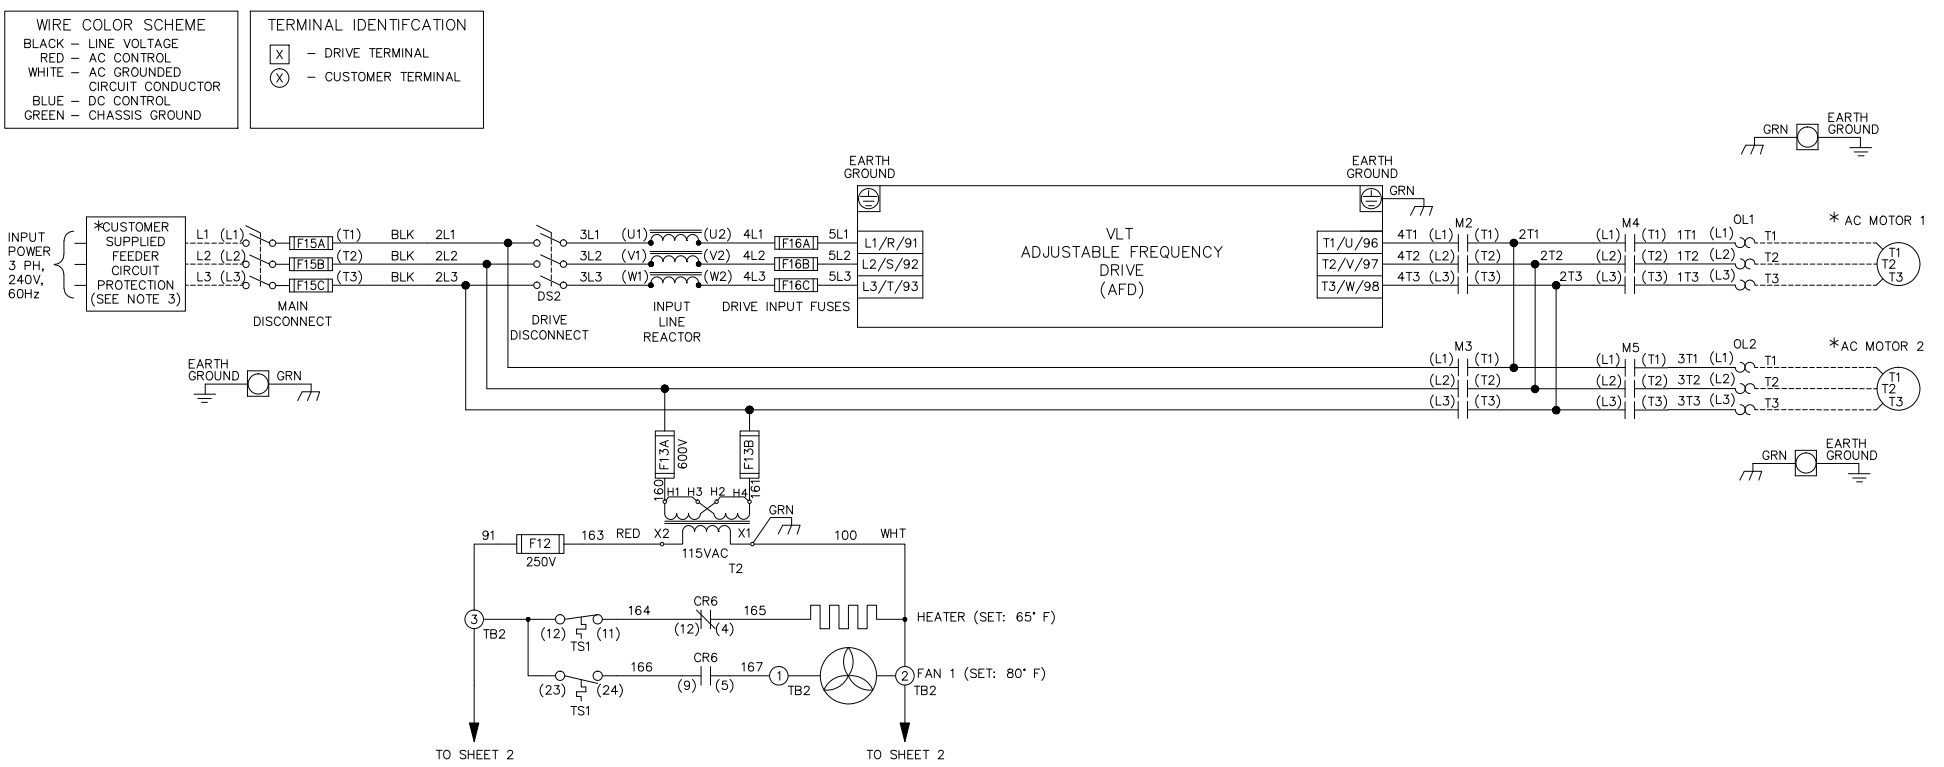 WIRE COLOR SCHEME
BLACK – LINE VOLTAGE
RED – AC CONTROL
WHITE – AC GROUNDED
CIRCUIT CONDUCTOR
BLUE – DC CONTROL
GREEN – CHASSIS GROUND
TERMINAL IDENTIFCATION
X – DRIVE TERMINAL
X – CUSTOMER TERMINAL
GRN
EARTH
GROUND
EARTH
GROUND
EARTH
GROUND
GRN
INPUT
POWER
3 PH,
240V,
60Hz
*CUSTOMER
SUPPLIED
FEEDER
CIRCUIT
PROTECTION
(SEE NOTE 3)
L1 (L1) F15A (T1) BLK 2L1 3L1 (U1) (U2) 4L1 F16A 5L1 L1/R/91
L2 (L2) F15B (T2) BLK 2L2 3L2 (V1) (V2) 4L2 F16B 5L2 L2/S/92
L3 (L3) F15C (T3) BLK 2L3 3L3 (W1) (W2) 4L3 F16C 5L3 L3/T/93
MAIN
DISCONNECT
DS2
DRIVE
DISCONNECT
INPUT
LINE
REACTOR
DRIVE INPUT FUSES
VLT
ADJUSTABLE FREQUENCY
DRIVE
(AFD)
M2 M4 OL1 * AC MOTOR 1
T1/U/96 4T1 (L1) (T1) 2T1 (L1) (T1) 1T1 (L1) T1
T2/V/97 4T2 (L2) (T2) 2T2 (L2) (T2) 1T2 (L2) T2
T3/W/98 4T3 (L3) (T3) 2T3 (L3) (T3) 1T3 (L3) T3
T1
T2
T3
M3 M5 OL2 *AC MOTOR 2
(L1) (T1) (L1) (T1) 3T1 (L1) T1
(L2) (T2) (L2) (T2) 3T2 (L2) T2
(L3) (T3) (L3) (T3) 3T3 (L3) T3
T1
T2
T3
EARTH
GROUND
GRN
GRN
EARTH
GROUND
F13A
600V
F13B
160
H1 H3 H2 H4
161
GRN
91 F12 163 RED X2 X1 100 WHT
250V
115VAC
T2
3
TB2
(12) (11)
TS1
164
CR6
(12) (4)
165
HEATER (SET: 65° F)
(23) (24)
TS1
166
CR6
(9) (5)
167
1
TB2
2
TB2
FAN 1 (SET: 80° F)
TO SHEET 2
TO SHEET 2